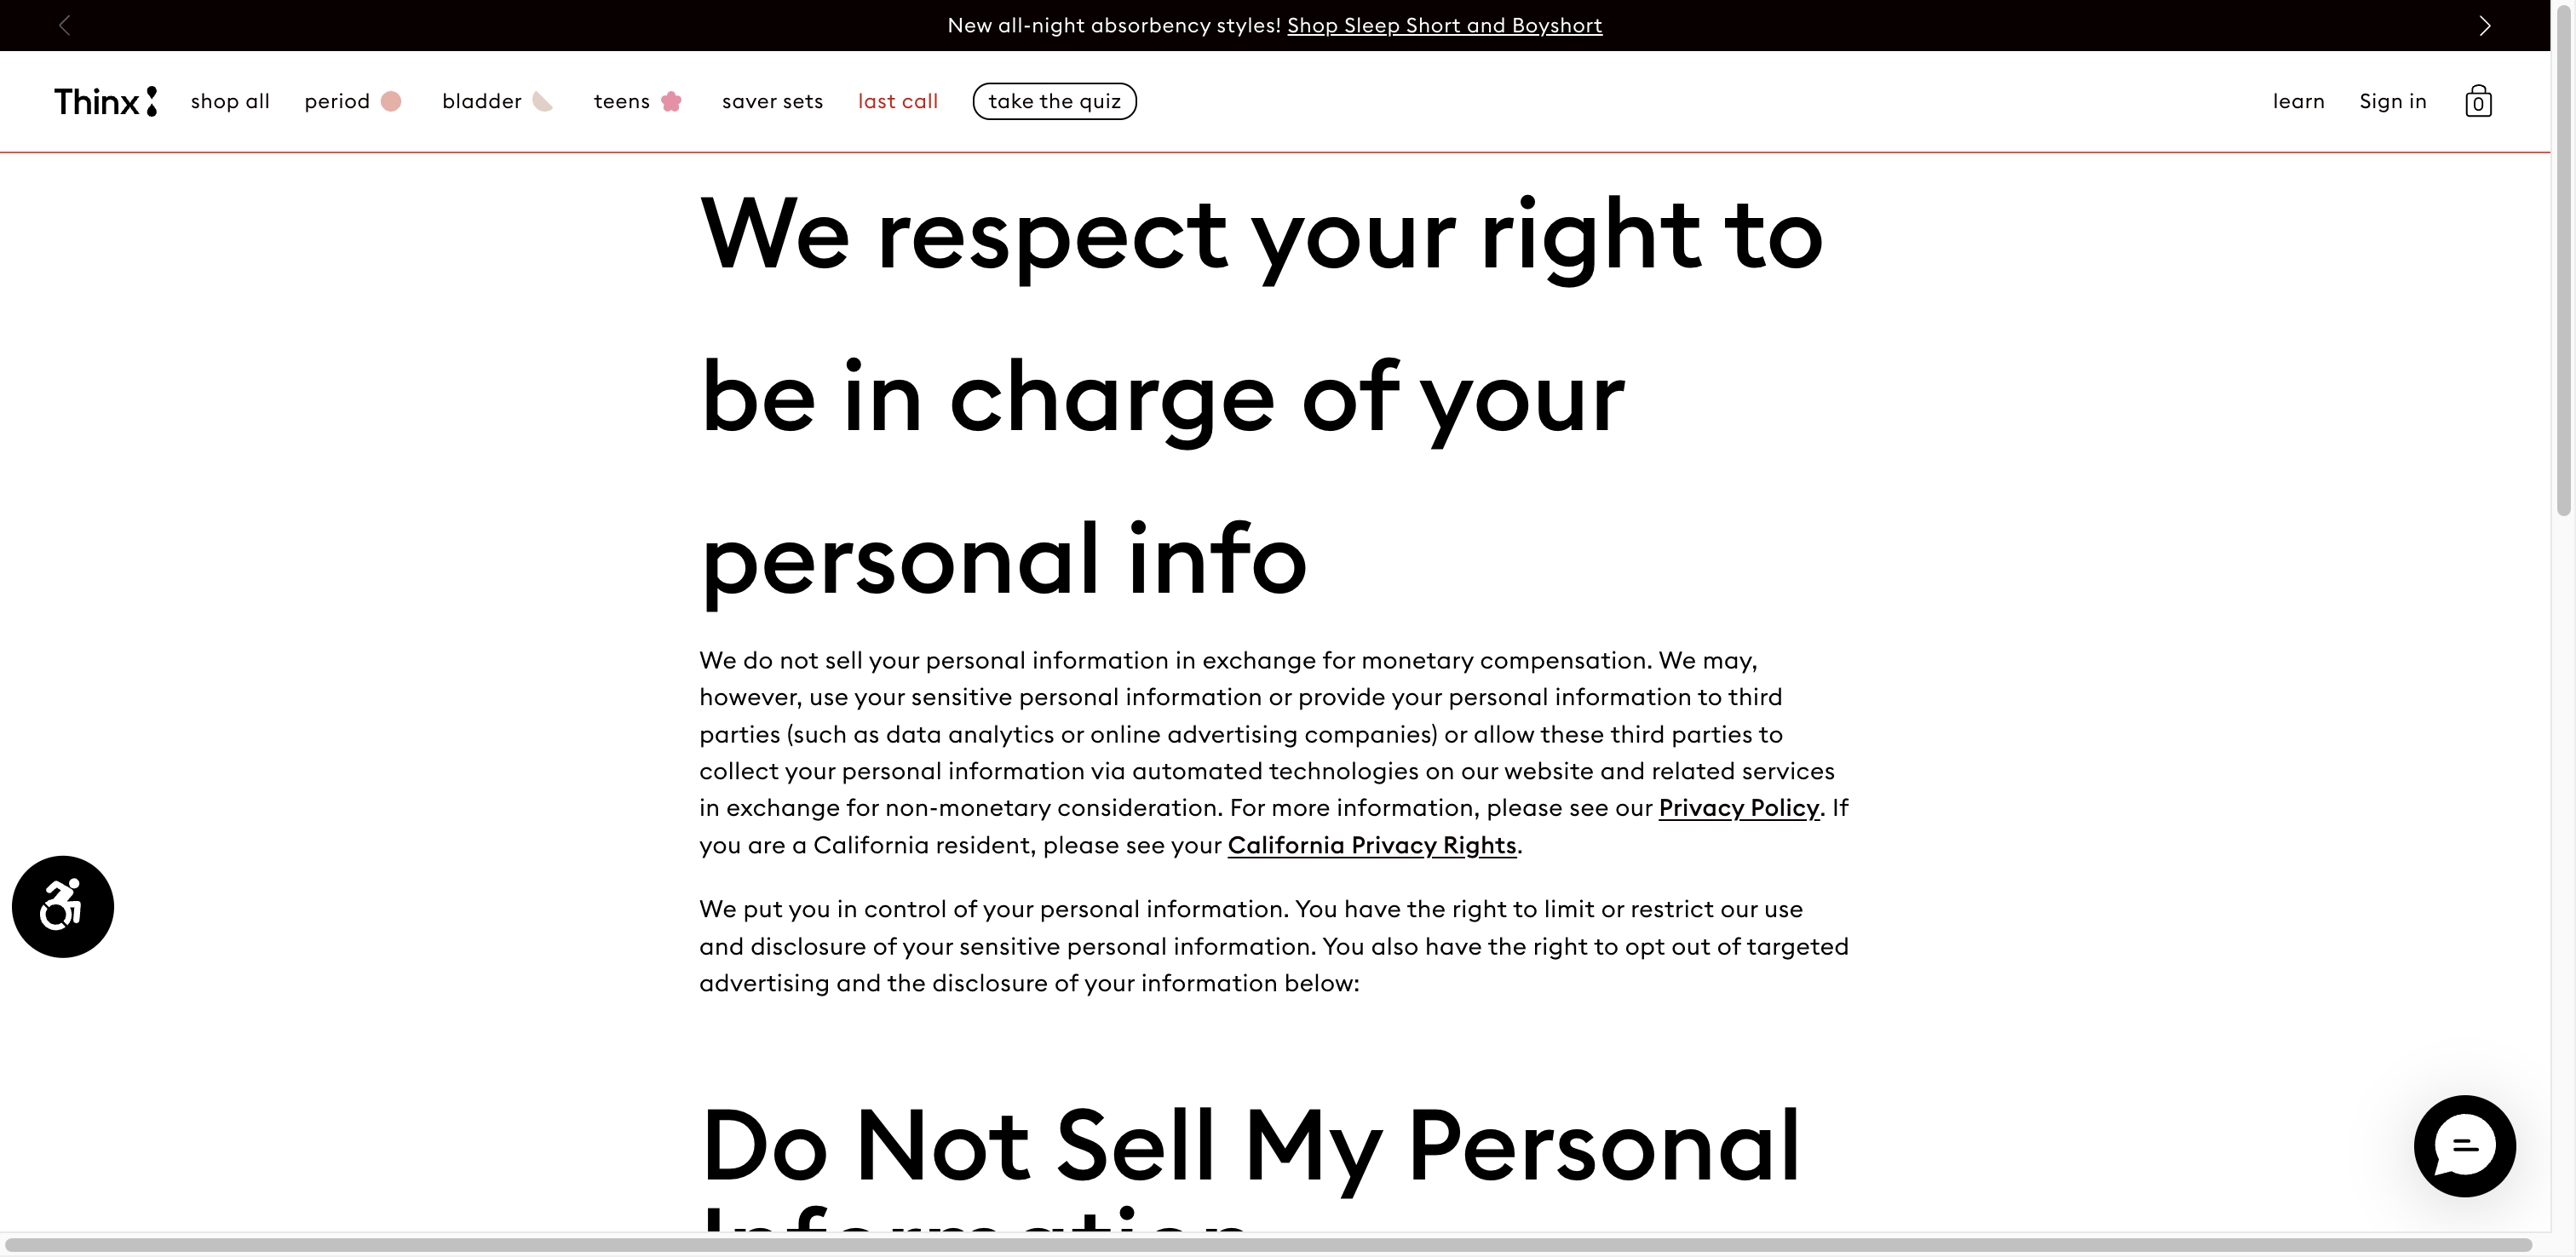 New all-night absorbency styles! Shop Sleep Short and Boyshort
Thinx shop all period bladder teens saver sets last call take the quiz learn Sign in 0
We respect your right to
be in charge of your
personal info
We do not sell your personal information in exchange for monetary compensation. We may,
however, use your sensitive personal information or provide your personal information to third
parties (such as data analytics or online advertising companies) or allow these third parties to
collect your personal information via automated technologies on our website and related services
in exchange for non-monetary consideration. For more information, please see our Privacy Policy. If
you are a California resident, please see your California Privacy Rights.
We put you in control of your personal information. You have the right to limit or restrict our use
and disclosure of your sensitive personal information. You also have the right to opt out of targeted
advertising and the disclosure of your information below:
Do Not Sell My Personal
Information